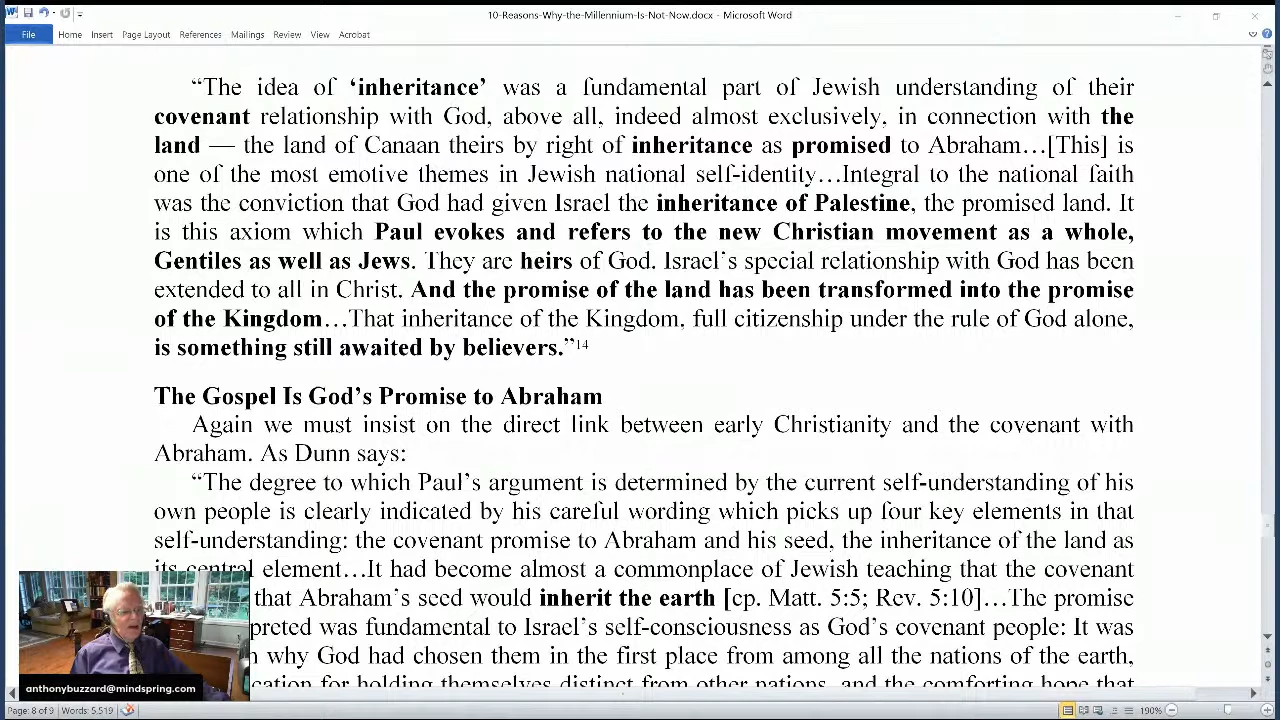 10-Reasons-Why-the-Millennium-Is-Not-Now.docx - Microsoft Word
File Home Insert Page Layout References Mailings Review View Acrobat
“The idea of ‘inheritance’ was a fundamental part of Jewish understanding of their
covenant relationship with God, above all, indeed almost exclusively, in connection with the
land — the land of Canaan theirs by right of inheritance as promised to Abraham…[This] is
one of the most emotive themes in Jewish national self-identity…Integral to the national faith
was the conviction that God had given Israel the inheritance of Palestine, the promised land. It
is this axiom which Paul evokes and refers to the new Christian movement as a whole,
Gentiles as well as Jews. They are heirs of God. Israel’s special relationship with God has been
extended to all in Christ. And the promise of the land has been transformed into the promise
of the Kingdom…That inheritance of the Kingdom, full citizenship under the rule of God alone,
is something still awaited by believers.”14
The Gospel Is God’s Promise to Abraham
Again we must insist on the direct link between early Christianity and the covenant with
Abraham. As Dunn says:
“The degree to which Paul’s argument is determined by the current self-understanding of his
own people is clearly indicated by his careful wording which picks up four key elements in that
self-understanding: the covenant promise to Abraham and his seed, the inheritance of the land as
its central element…It had become almost a commonplace of Jewish teaching that the covenant
that Abraham’s seed would inherit the earth [cp. Matt. 5:5; Rev. 5:10]…The promise
preted was fundamental to Israel’s self-consciousness as God’s covenant people: It was
why God had chosen them in the first place from among all the nations of the earth,
cation for holding themselves distinct from other nations, and the comforting hope that
anthonybuzzard@mindspring.com
Page: 8 of 9 Words: 5,519 190%